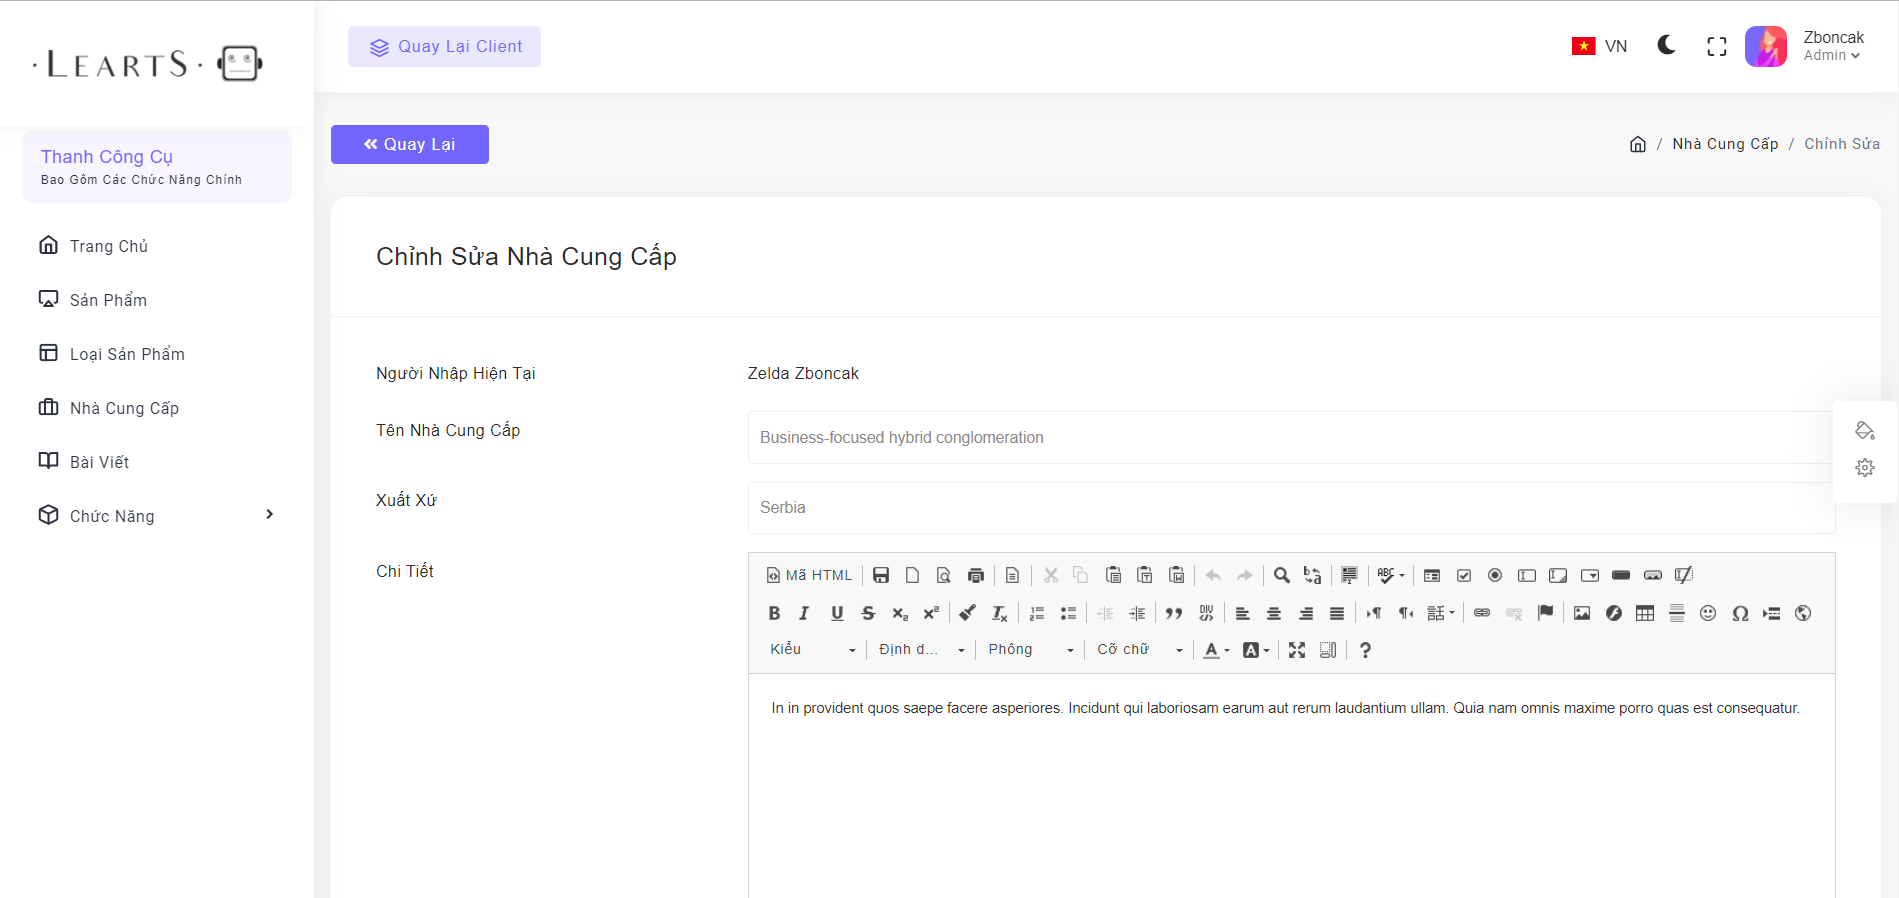 · LEARTS ·
Quay Lại Client
VN
Zboncak
Admin
Thanh Công Cụ
Bao Gôm Các Chức Năng Chính
Trang Chủ
Sản Phẩm
Loại Sản Phẩm
Nhà Cung Cấp
Bài Viết
Chức Năng
Quay Lại
/ Nhà Cung Cấp / Chỉnh Sửa
Chỉnh Sửa Nhà Cung Cấp
Người Nhập Hiện Tại
Zelda Zboncak
Tên Nhà Cung Cấp
Business-focused hybrid conglomeration
Xuất Xứ
Serbia
Chi Tiết
Mã HTML
Kiểu
Định d...
Phông
Cỡ chữ
In in provident quos saepe facere asperiores. Incidunt qui laboriosam earum aut rerum laudantium ullam. Quia nam omnis maxime porro quas est consequatur.